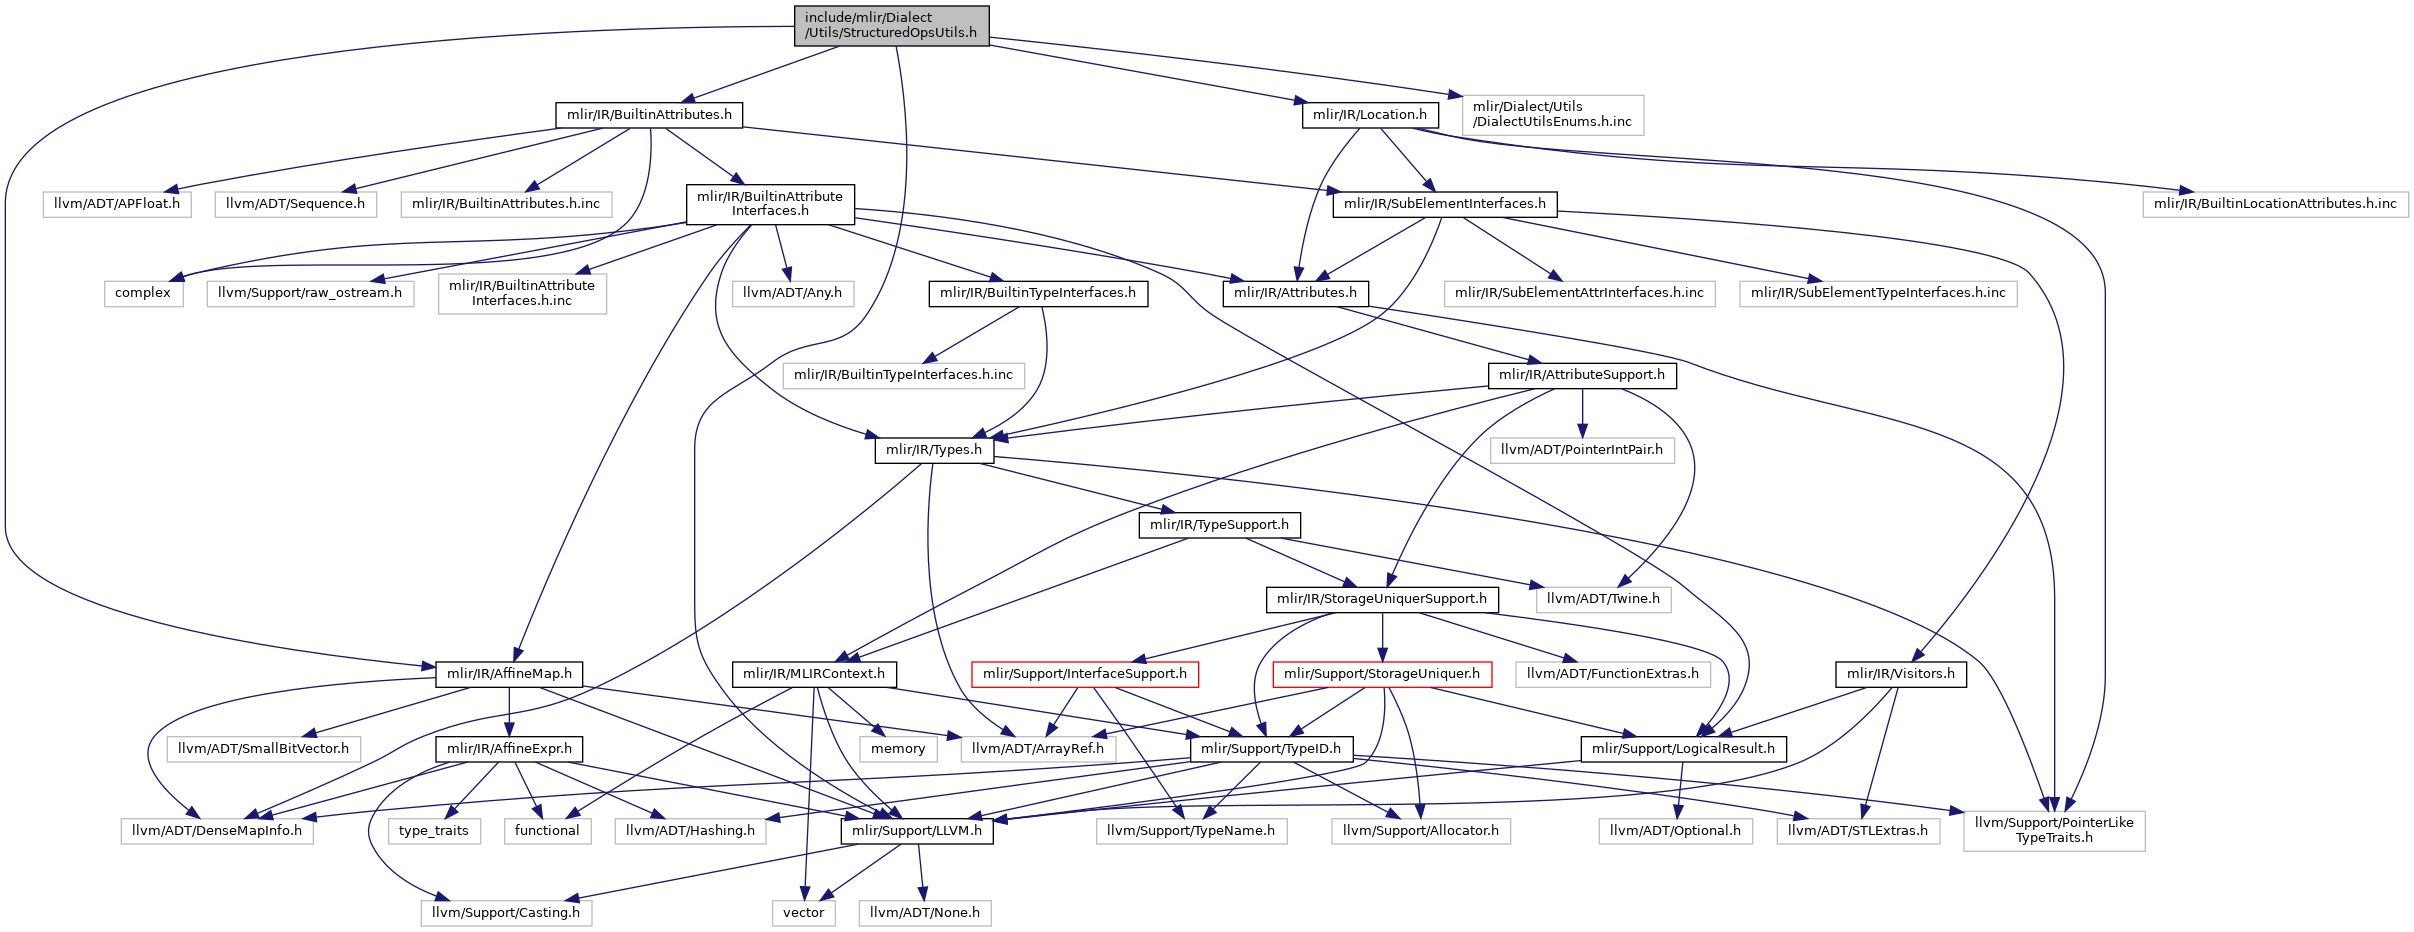 include/mlir/Dialect
/Utils/StructuredOpsUtils.h
mlir/IR/BuiltinAttributes.h
mlir/IR/Location.h
mlir/Dialect/Utils
/DialectUtilsEnums.h.inc
llvm/ADT/APFloat.h
llvm/ADT/Sequence.h
mlir/IR/BuiltinAttributes.h.inc
mlir/IR/BuiltinAttribute
Interfaces.h
mlir/IR/SubElementInterfaces.h
mlir/IR/BuiltinLocationAttributes.h.inc
complex
llvm/Support/raw_ostream.h
mlir/IR/BuiltinAttribute
Interfaces.h.inc
llvm/ADT/Any.h
mlir/IR/BuiltinTypeInterfaces.h
mlir/IR/Attributes.h
mlir/IR/SubElementAttrInterfaces.h.inc
mlir/IR/SubElementTypeInterfaces.h.inc
mlir/IR/BuiltinTypeInterfaces.h.inc
mlir/IR/AttributeSupport.h
mlir/IR/Types.h
llvm/ADT/PointerIntPair.h
mlir/IR/TypeSupport.h
mlir/IR/StorageUniquerSupport.h
llvm/ADT/Twine.h
mlir/IR/AffineMap.h
mlir/IR/MLIRContext.h
mlir/Support/InterfaceSupport.h
mlir/Support/StorageUniquer.h
llvm/ADT/FunctionExtras.h
mlir/IR/Visitors.h
llvm/ADT/SmallBitVector.h
mlir/IR/AffineExpr.h
memory
llvm/ADT/ArrayRef.h
mlir/Support/TypeID.h
mlir/Support/LogicalResult.h
llvm/ADT/DenseMapInfo.h
type_traits
functional
llvm/ADT/Hashing.h
mlir/Support/LLVM.h
llvm/Support/TypeName.h
llvm/Support/Allocator.h
llvm/ADT/Optional.h
llvm/ADT/STLExtras.h
llvm/Support/PointerLike
TypeTraits.h
llvm/Support/Casting.h
vector
llvm/ADT/None.h